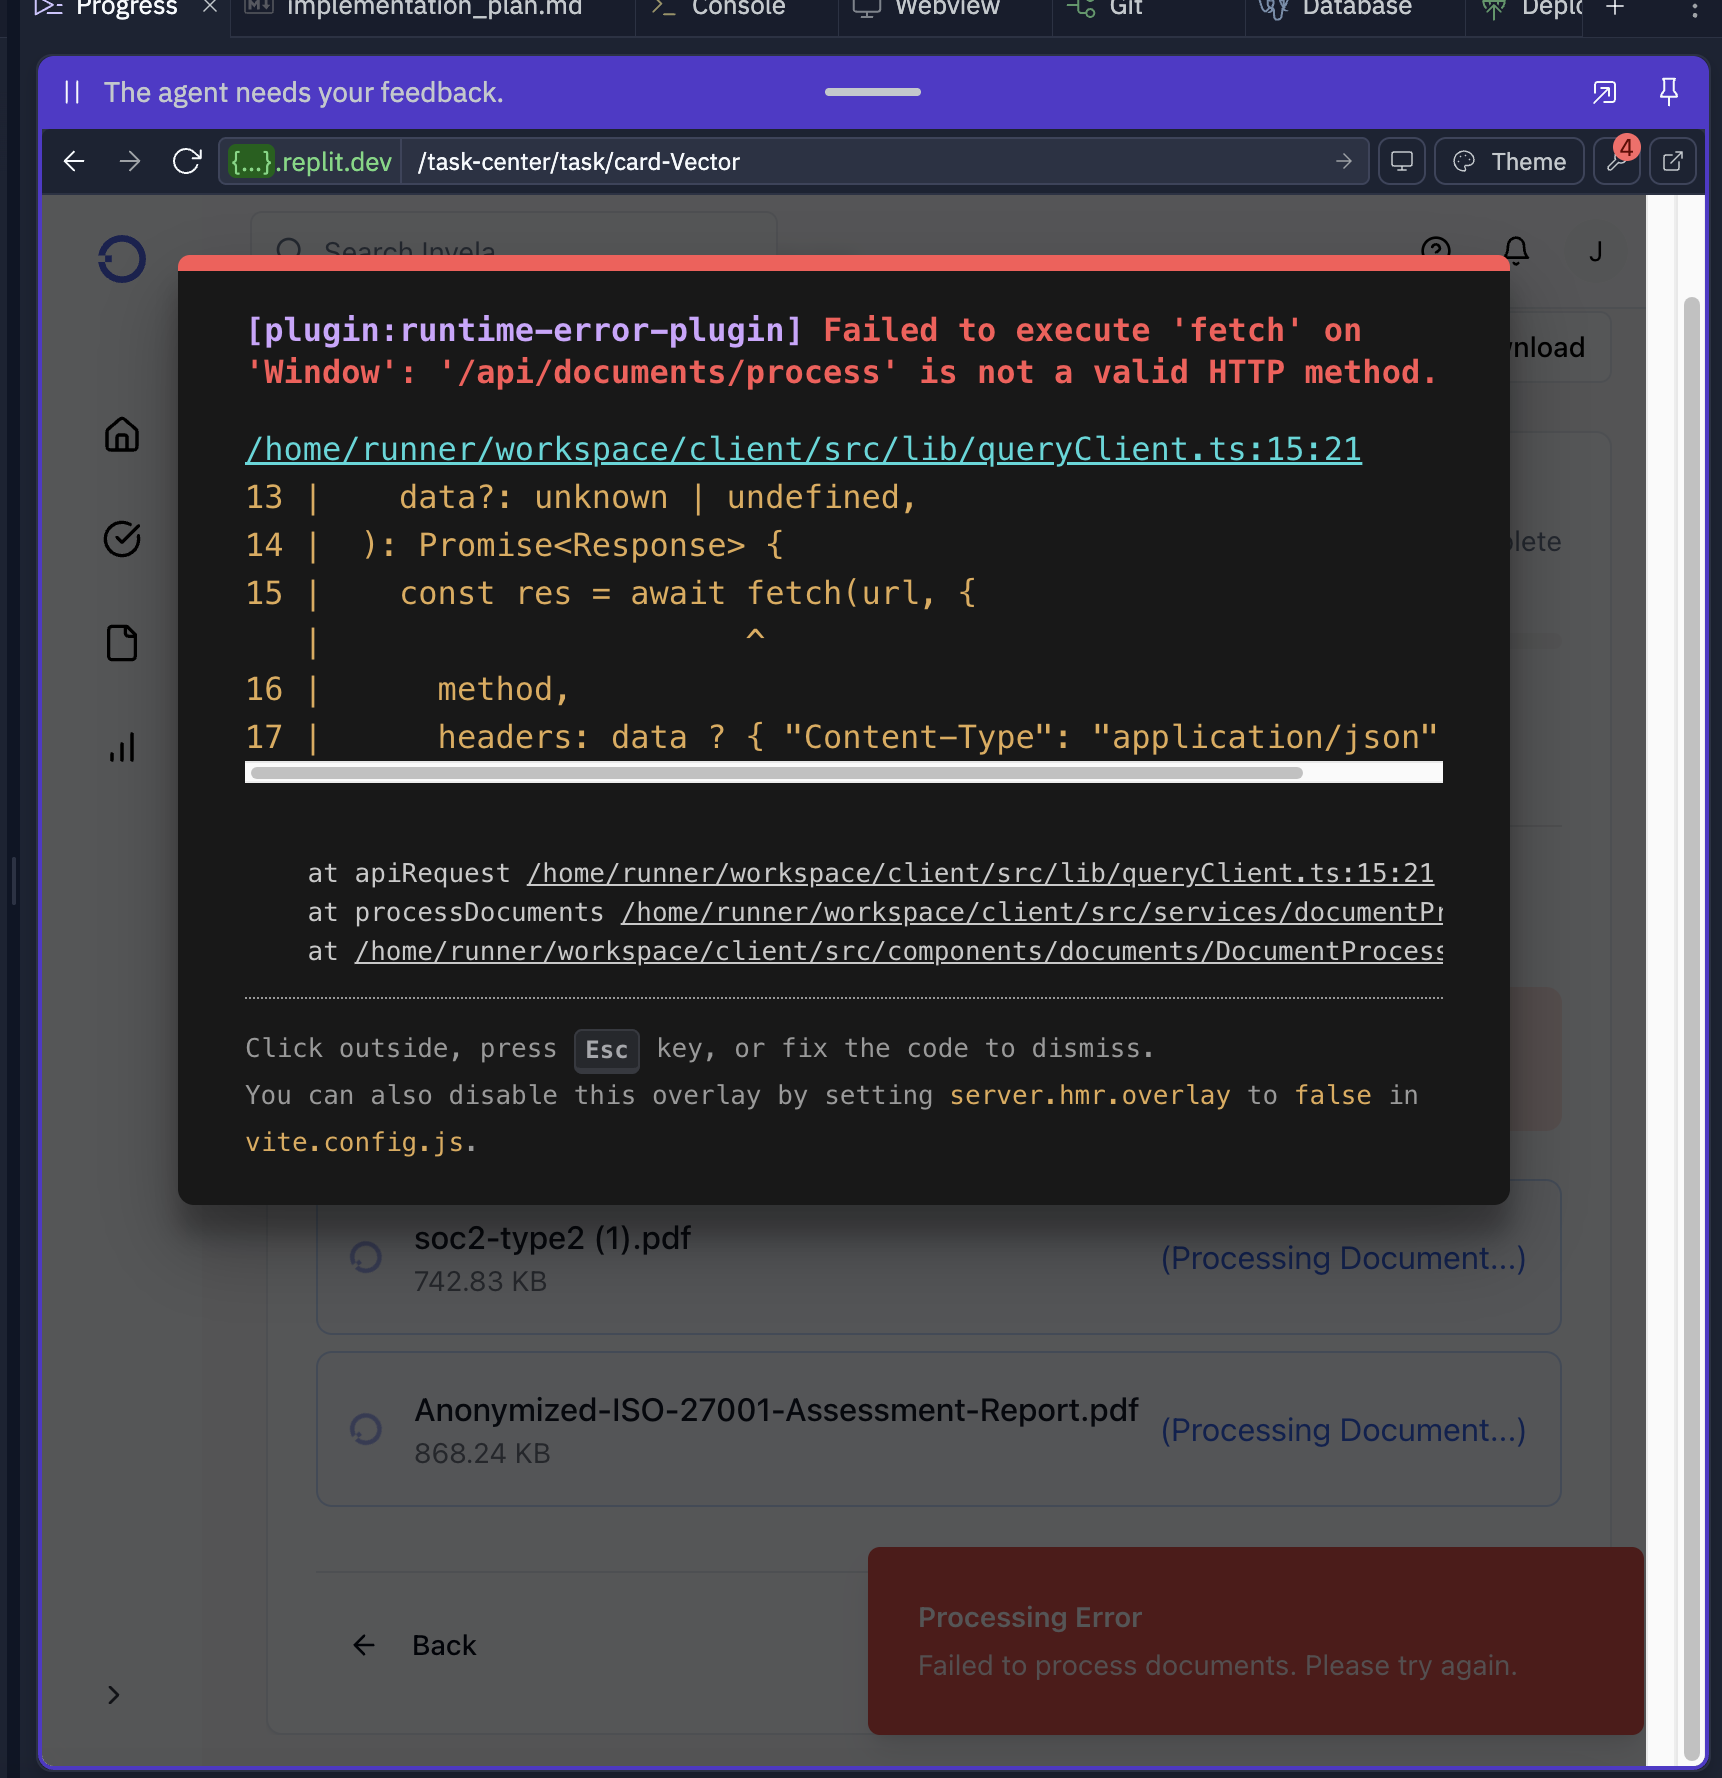 Progress
implementation_plan.md
Console
Webview
Git
Database
The agent needs your feedback.
{...}.replit.dev
/task-center/task/card-Vector
Theme
4
Search Invela
J
nload
lete
[plugin:runtime-error-plugin] Failed to execute 'fetch' on
'Window': '/api/documents/process' is not a valid HTTP method.
/home/runner/workspace/client/src/lib/queryClient.ts:15:21
13 |    data?: unknown | undefined,
14 |  ): Promise<Response> {
15 |    const res = await fetch(url, {
   |                      ^
16 |      method,
17 |      headers: data ? { "Content-Type": "application/json"
at apiRequest /home/runner/workspace/client/src/lib/queryClient.ts:15:21
at processDocuments /home/runner/workspace/client/src/services/documentPr
at /home/runner/workspace/client/src/components/documents/DocumentProcess
Click outside, press Esc key, or fix the code to dismiss.
You can also disable this overlay by setting server.hmr.overlay to false in
vite.config.js.
soc2-type2 (1).pdf
742.83 KB
(Processing Document...)
Anonymized-ISO-27001-Assessment-Report.pdf
868.24 KB
(Processing Document...)
Back
Processing Error
Failed to process documents. Please try again.